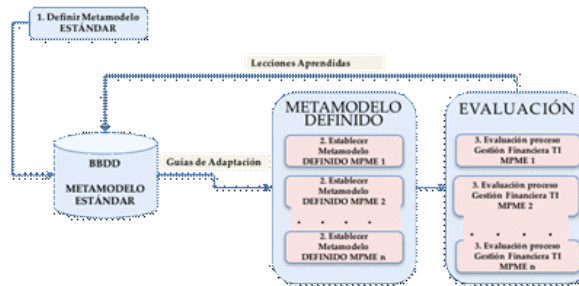 1. Definir Metamodelo
ESTÁNDAR
Lecciones Aprendidas
BBDD
METAMODELO
ESTÁNDAR
Guías de Adaptación
METAMODELO
DEFINIDO
2. Establecer
Metamodelo
DEFINIDO MPME 1
2. Establecer
Metamodelo
DEFINIDO MPME 2
. . . .
2. Establecer
Metamodelo
DEFINIDO MPME n
EVALUACIÓN
3. Evaluación proceso
Gestión Financiera TI
MPME 1
3. Evaluación proceso
Gestión Financiera TI
MPME 2
. . . .
3. Evaluación proceso
Gestión Financiera TI
MPME n